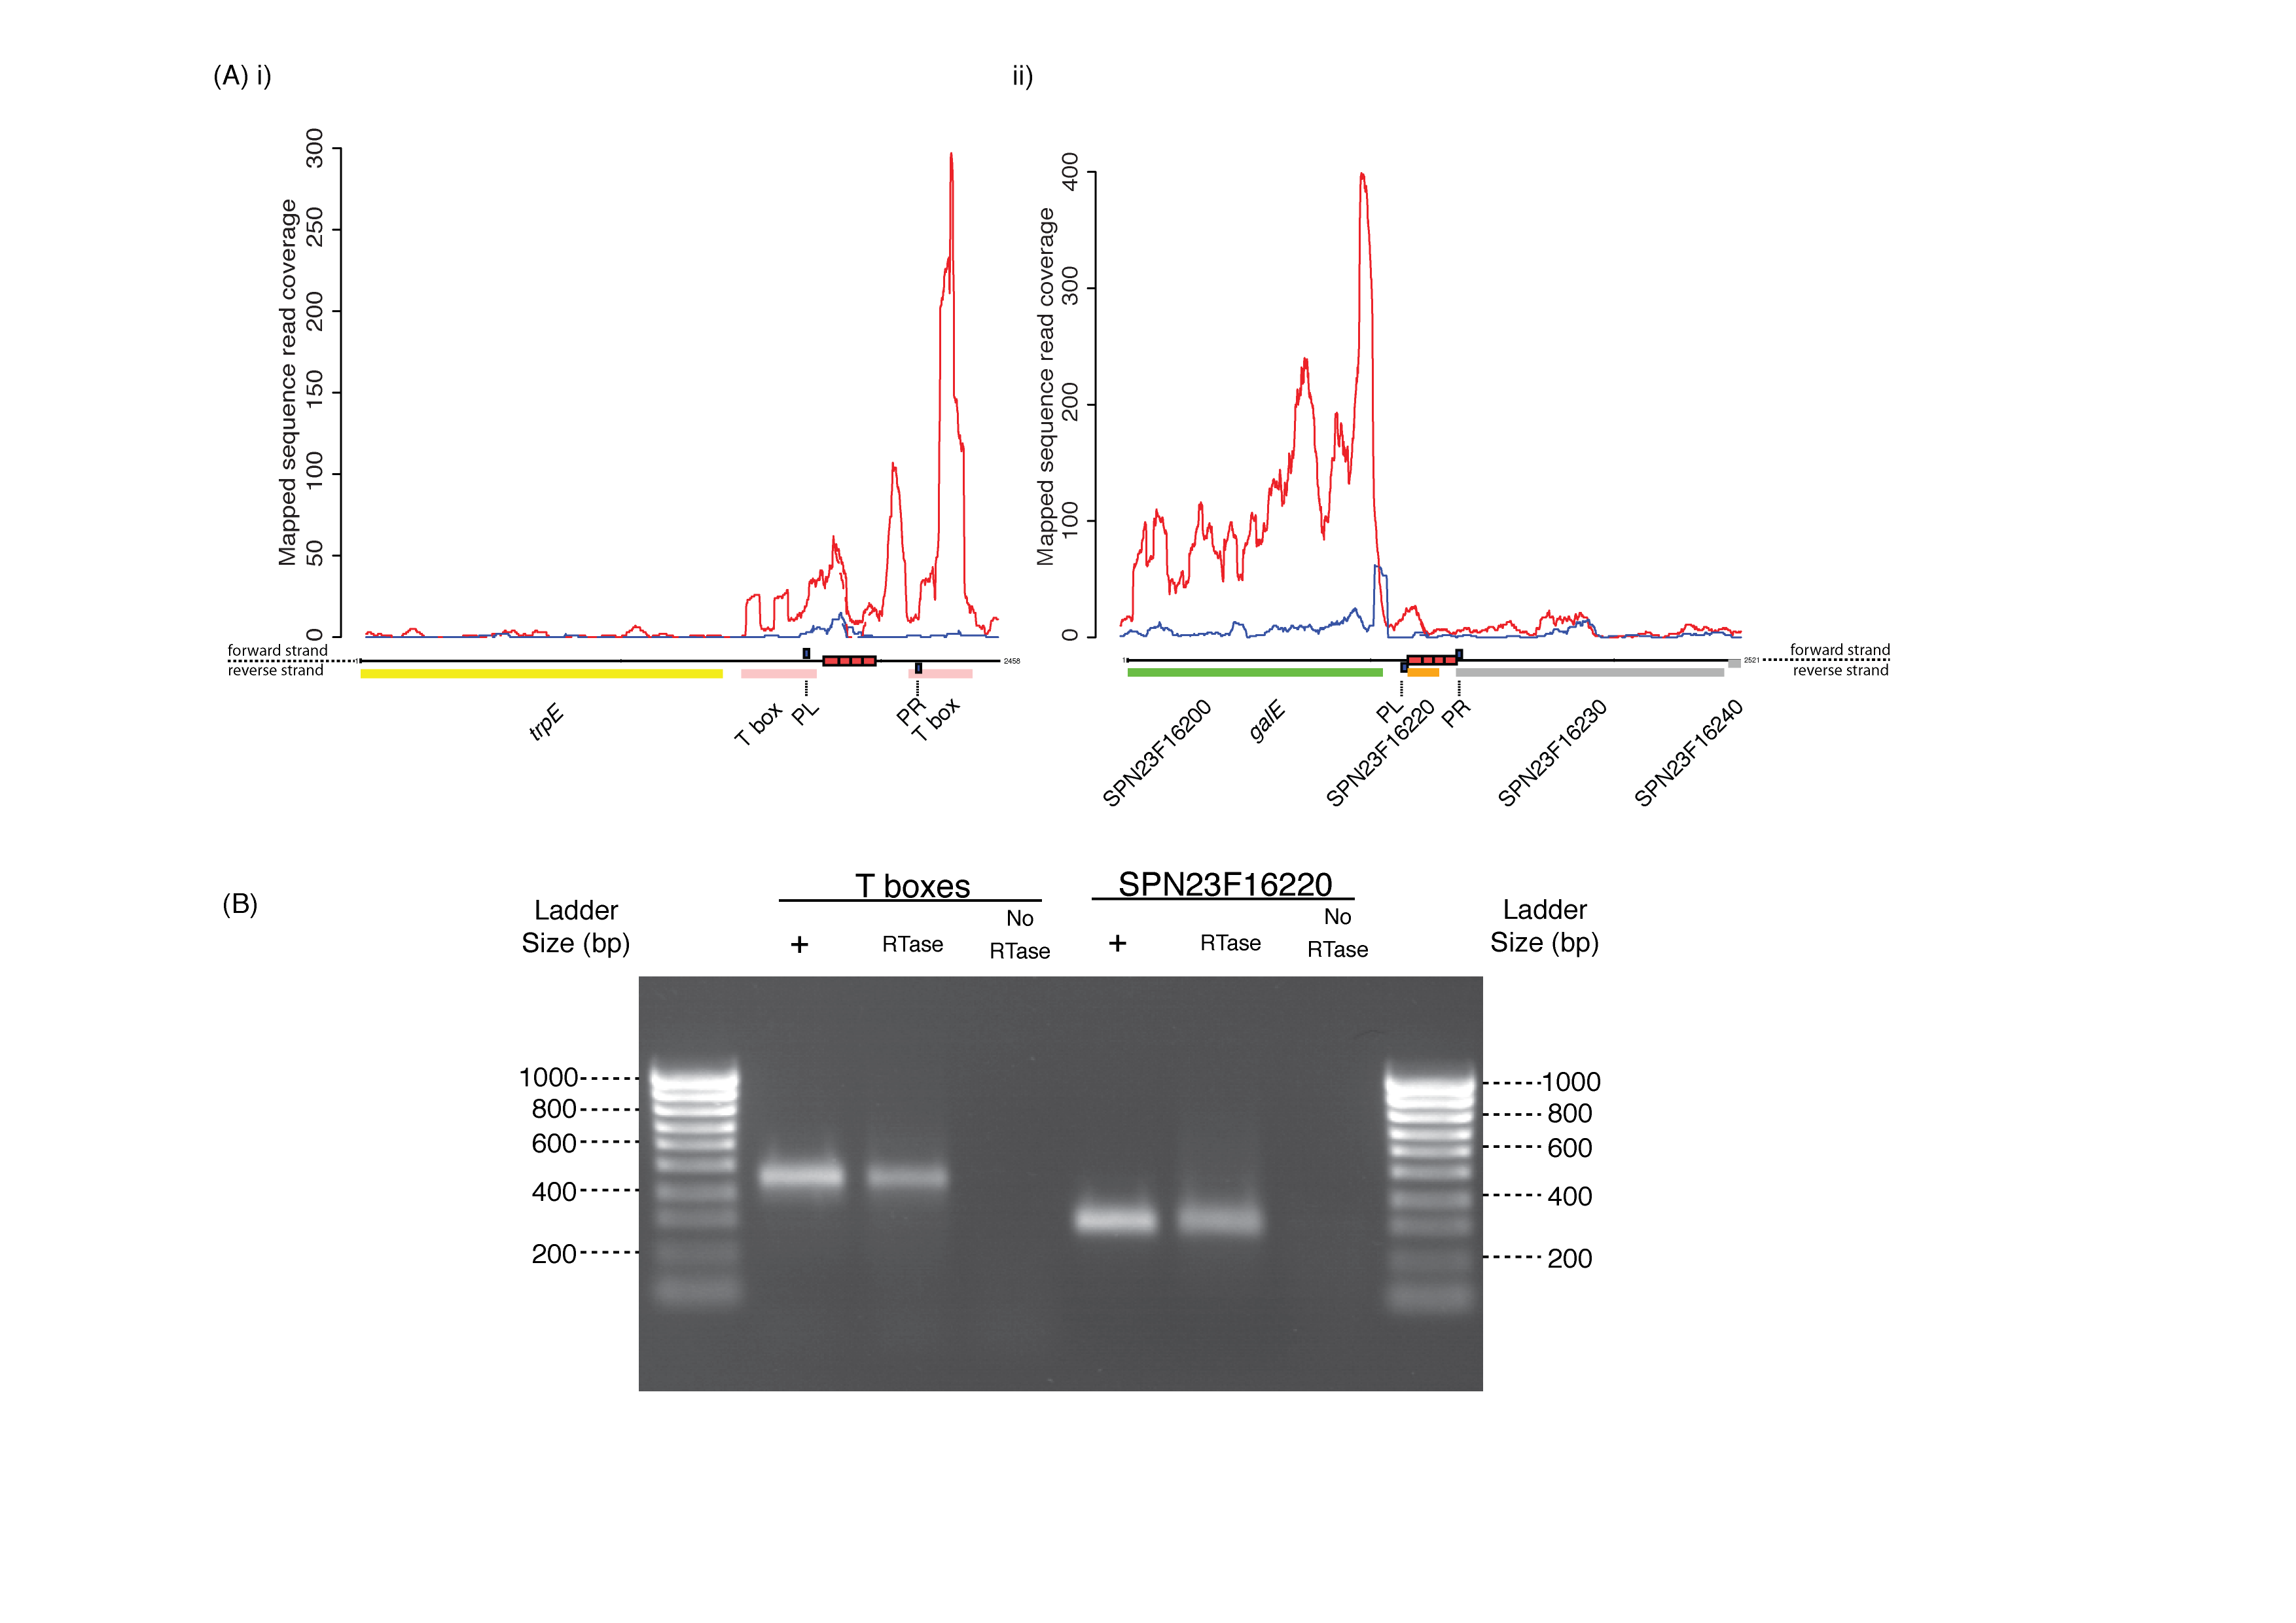 (A) i)
ii)
Mapped sequence read coverage
0 50 100 150 200 250 300
forward strand
reverse strand
1
2458
trpE
T box
PL
PR
T box
Mapped sequence read coverage
0 100 200 300 400
1
2521
forward strand
reverse strand
SPN23F16200
galE
PL
SPN23F16220
PR
SPN23F16230
SPN23F16240
(B)
Ladder
Size (bp)
T boxes
+
RTase
No
RTase
SPN23F16220
+
RTase
No
RTase
Ladder
Size (bp)
1000
800
600
400
200
1000
800
600
400
200